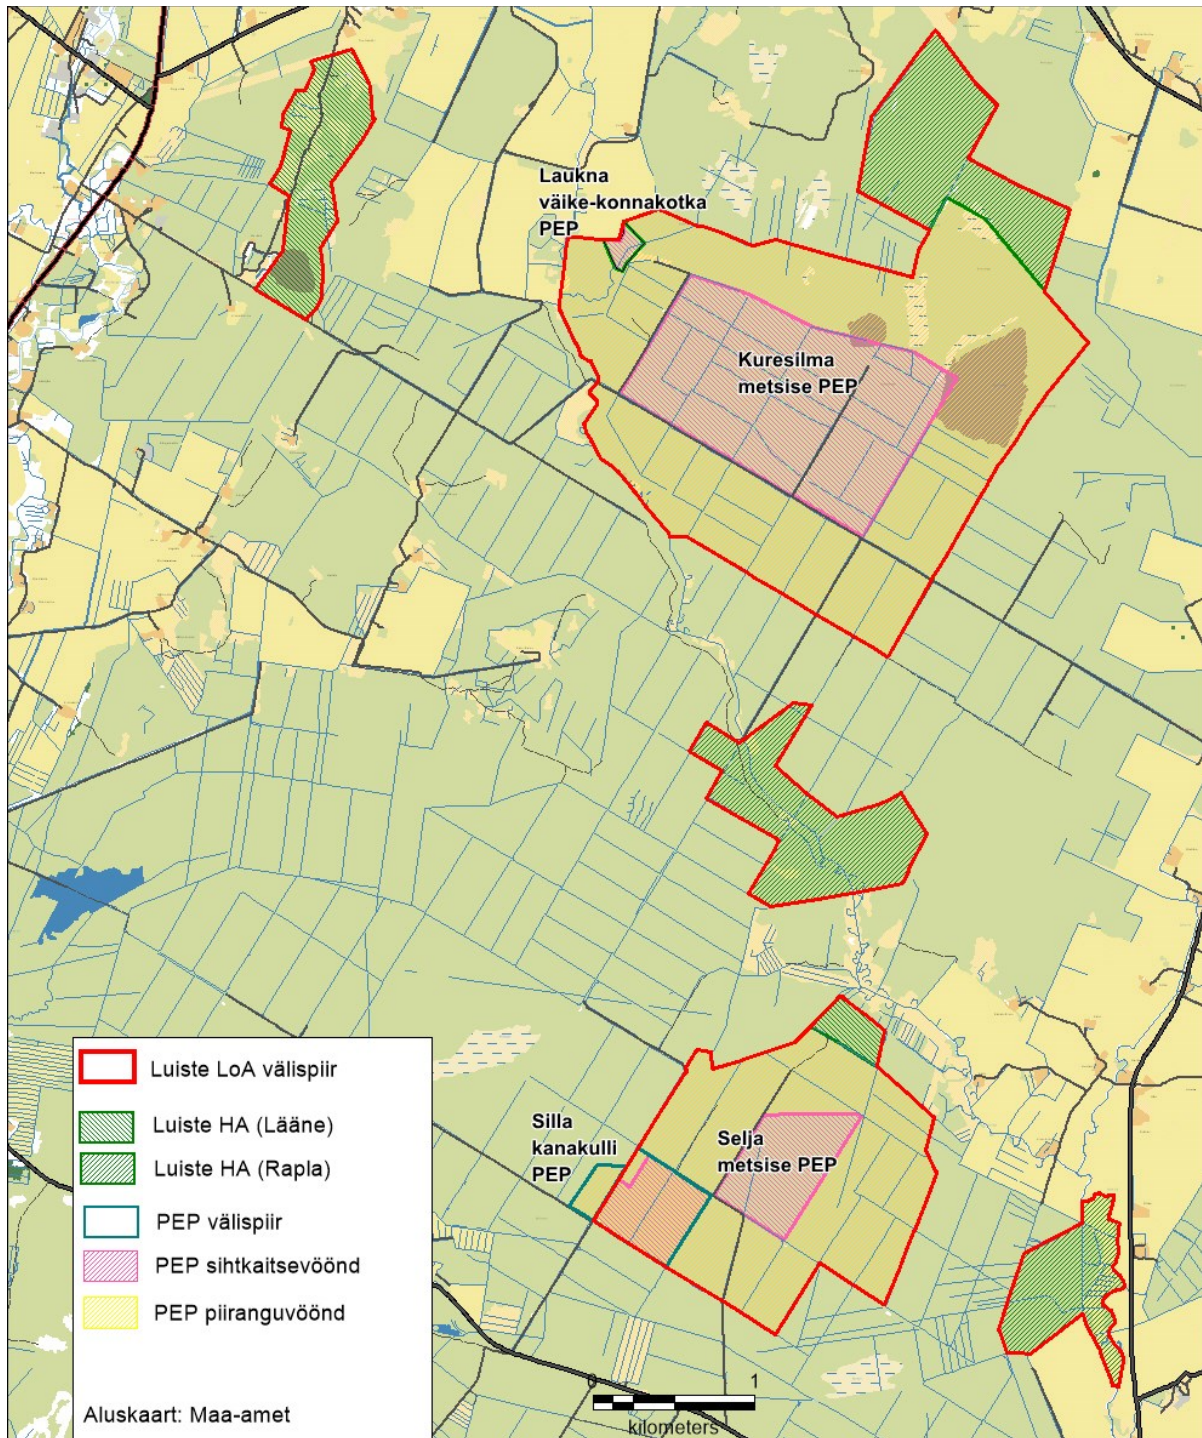 Laukna
väike-konnakotka
PEP
Kuresilma
metsise PEP
Silla
kanakulli
PEP
Selja
metsise PEP
Luiste LoA välispiir
Luiste HA (Lääne)
Luiste HA (Rapla)
PEP välispiir
PEP sihtkaitsevöönd
PEP piiranguvöönd
Aluskaart: Maa-amet
0 1
kilometers